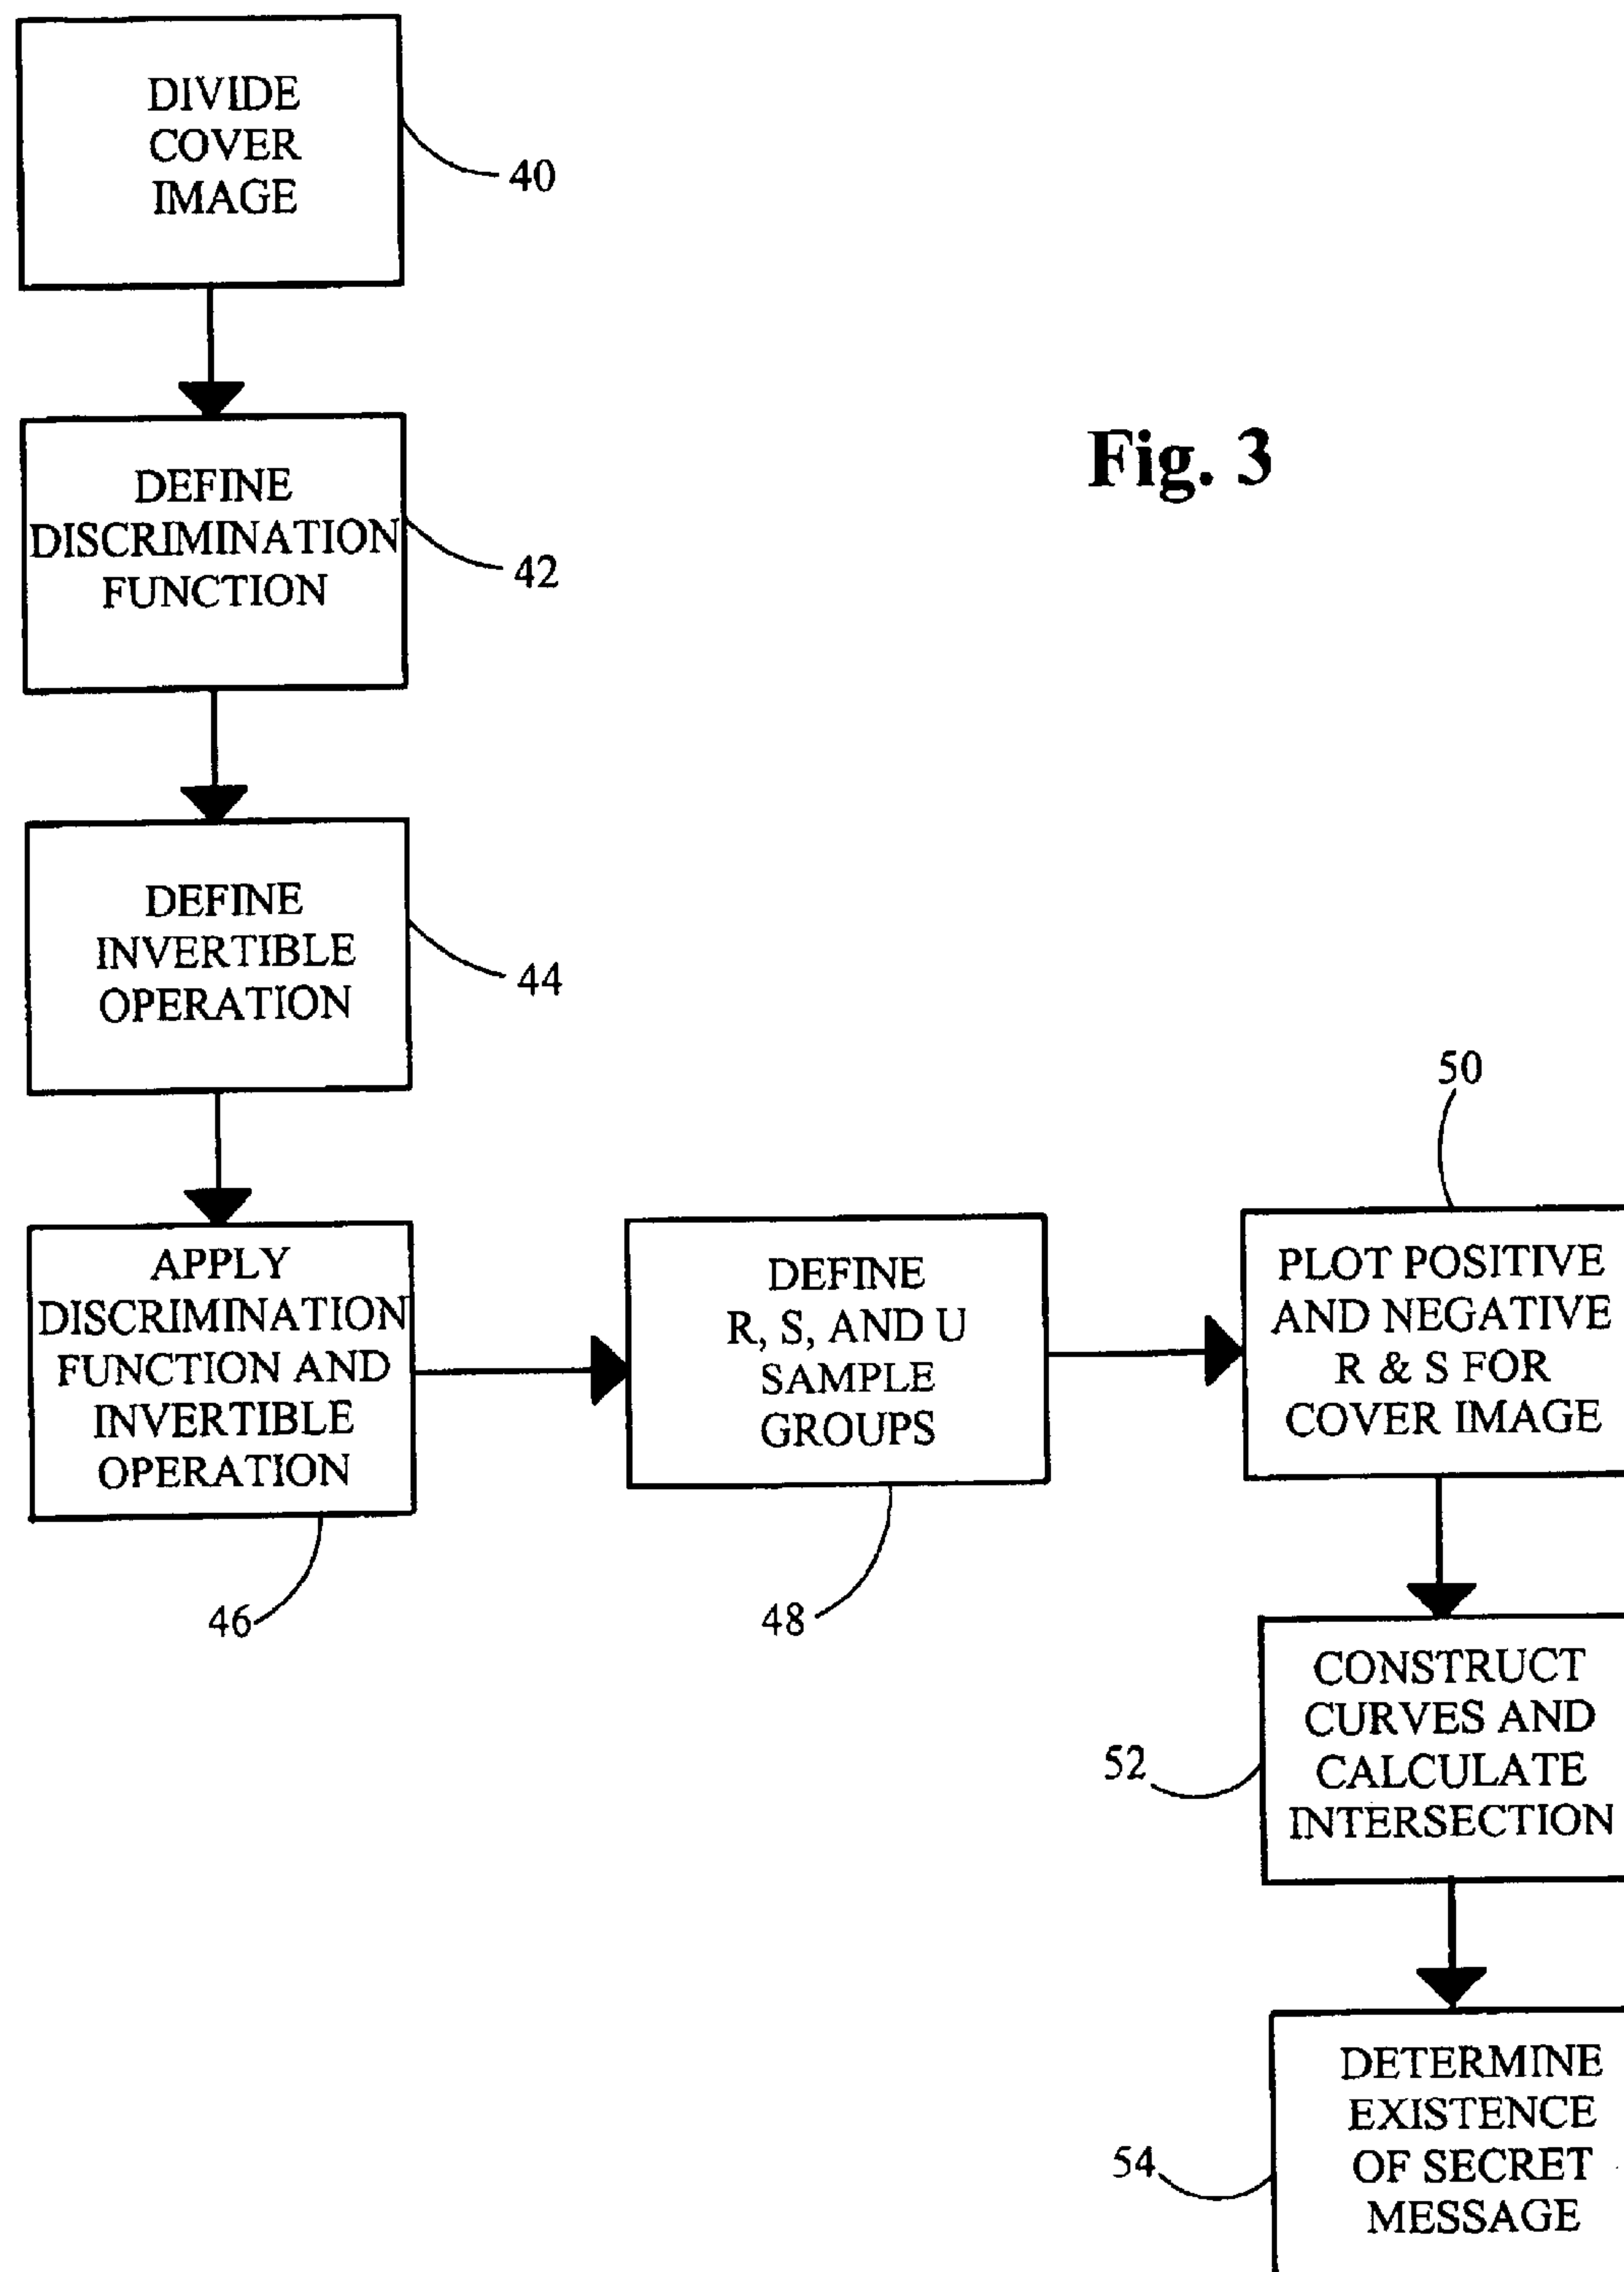 DIVIDE
COVER
IMAGE
40
DEFINE
DISCRIMINATION
FUNCTION
42
Fig. 3
DEFINE
INVERTIBLE
OPERATION
44
APPLY
DISCRIMINATION
FUNCTION AND
INVERTIBLE
OPERATION
46
DEFINE
R, S, AND U
SAMPLE
GROUPS
48
50
PLOT POSITIVE
AND NEGATIVE
R & S FOR
COVER IMAGE
CONSTRUCT
CURVES AND
CALCULATE
INTERSECTION
52
DETERMINE
EXISTENCE
OF SECRET
MESSAGE
54